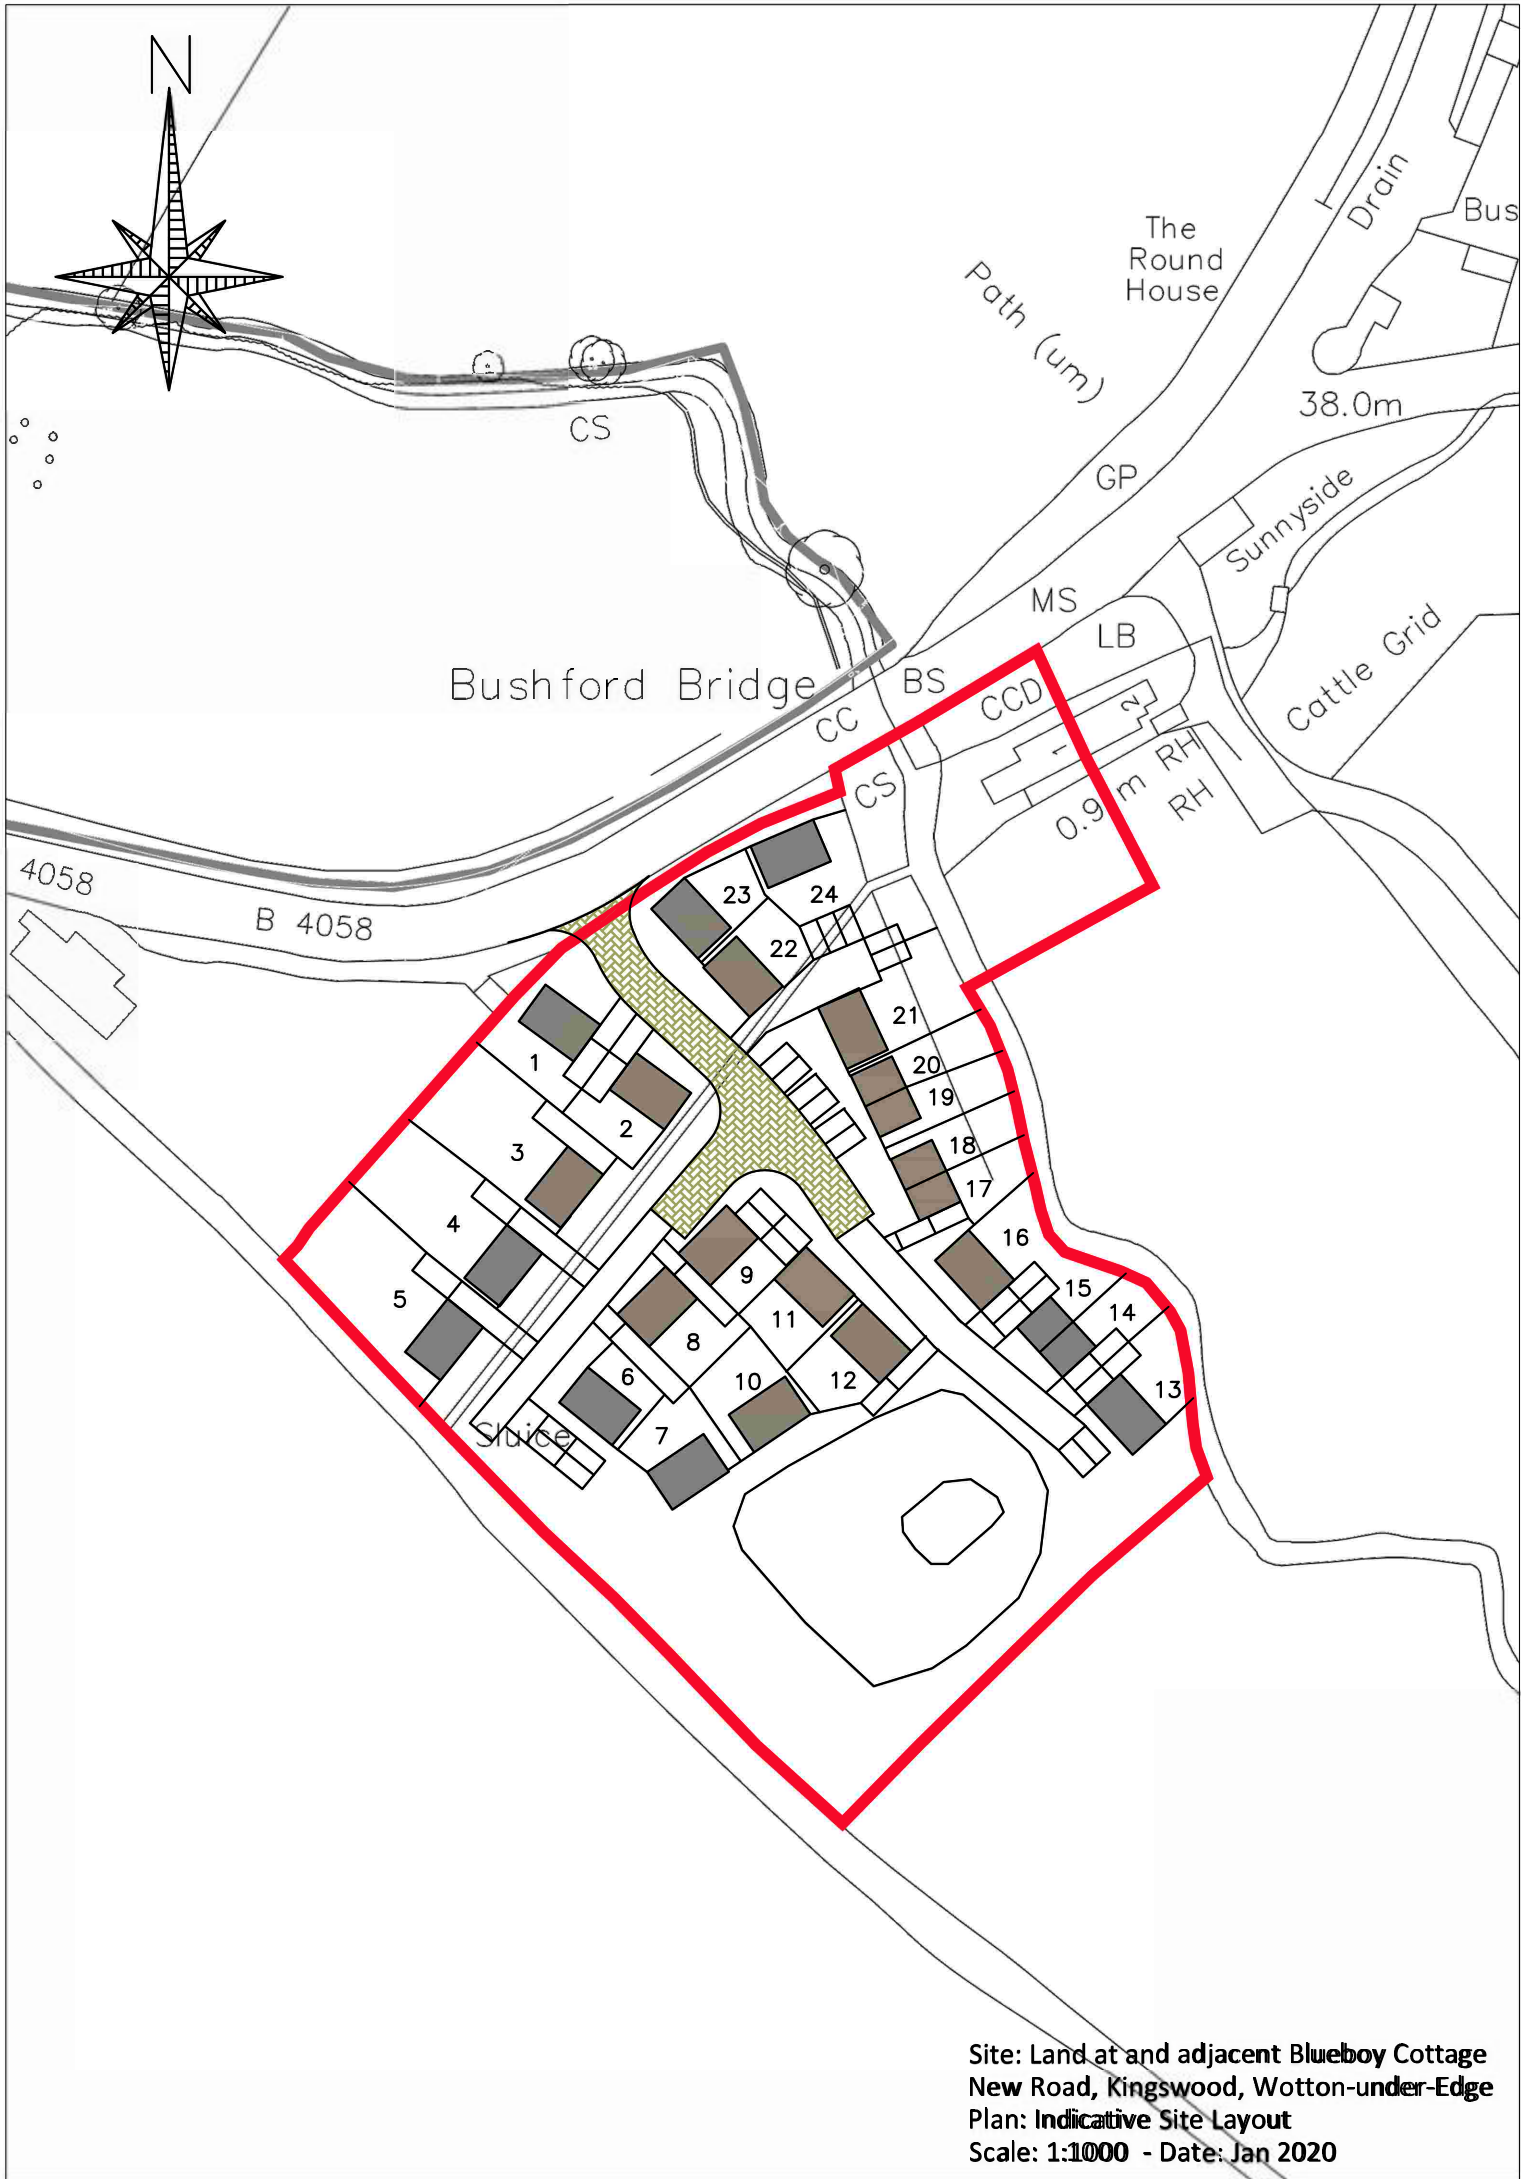 N
Drain
Bus
The
Round
House
Path (um)
38.0m
CS
GP
Sunnyside
MS
LB
Cattle Grid
Bushford Bridge
BS
CCD
CC
2
1
RH
CS
0.9 m
RH
4058
B 4058
23
24
22
21
1
20
19
2
18
3
17
4
16
15
9
14
5
11
8
6
10
12
13
7
Sluice
Site: Land at and adjacent Blueboy Cottage
New Road, Kingswood, Wotton-under-Edge
Plan: Indicative Site Layout
Scale: 1:1000 - Date: Jan 2020